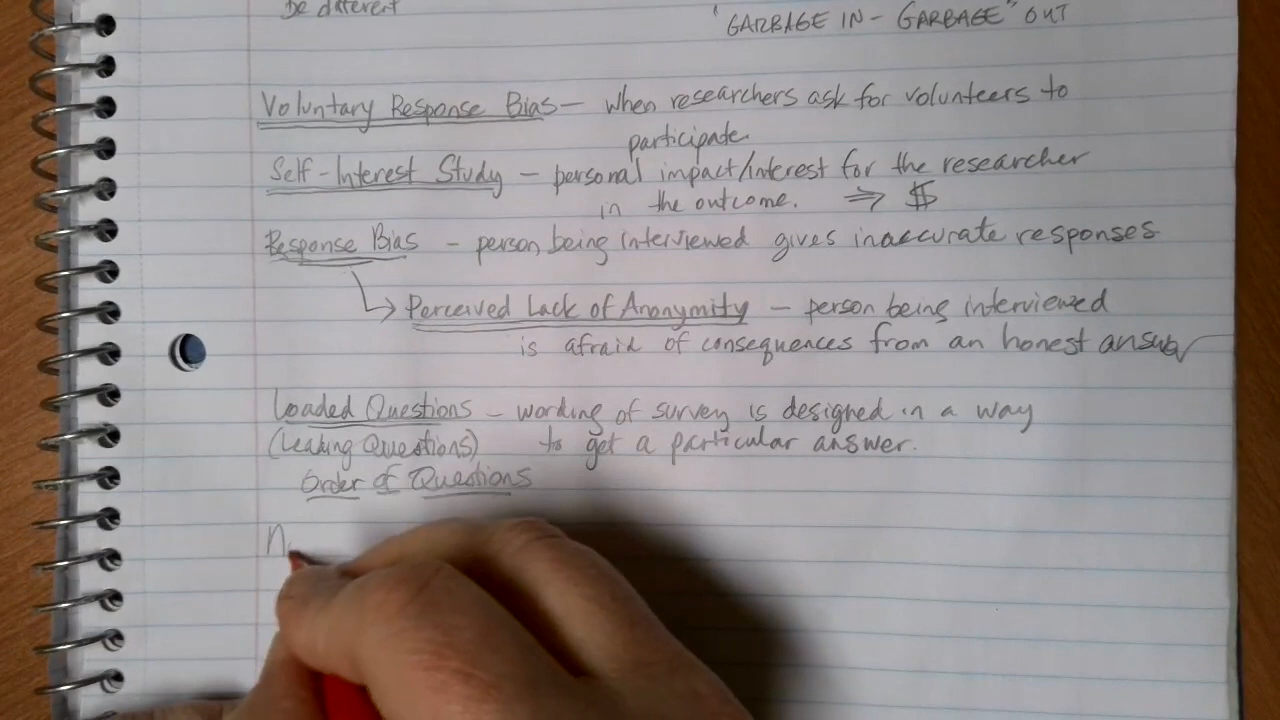 be different
"GARBAGE IN - GARBAGE" OUT
Voluntary Response Bias - when researchers ask for volunteers to
participate.
Self-Interest Study - personal impact/interest for the researcher
in the outcome. ⇒ $
Response Bias - person being interviewed gives inaccurate responses
↳ Perceived Lack of Anonymity - person being interviewed
is afraid of consequences from an honest answer
Loaded Questions - wording of survey is designed in a way
(Leading Questions) to get a particular answer.
Order of Questions
N